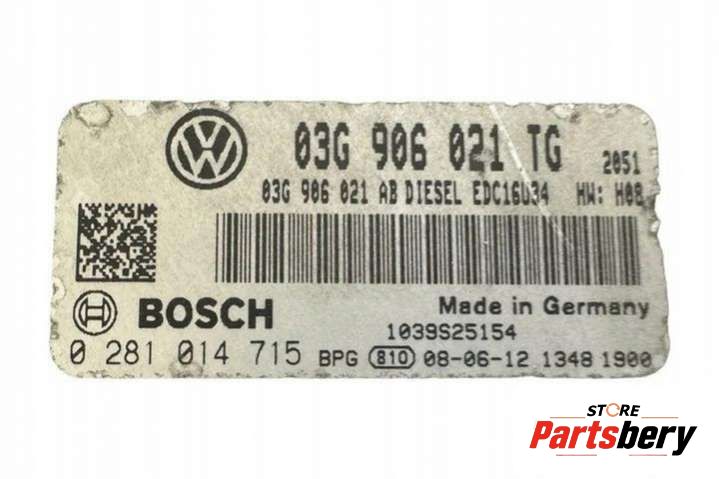 03G 906 021 TG 2051
03G 906 021 AB DIESEL EDC16U34 HW: H08
BOSCH Made in Germany
1039S25154
0 281 014 715 BPG 810 08-06-12 1348 1900
STORE
Partsbery